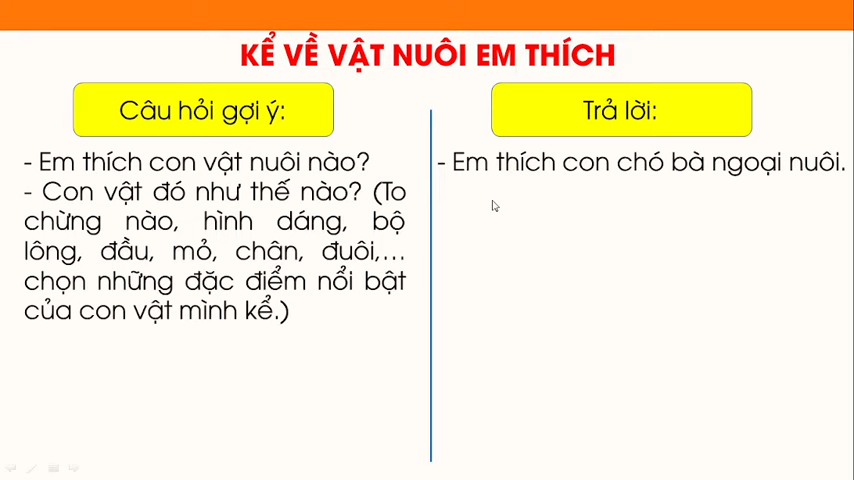 KỂ VỀ VẬT NUÔI EM THÍCH
Câu hỏi gợi ý:
- Em thích con vật nuôi nào?
- Con vật đó như thế nào? (To
chừng nào, hình dáng, bộ
lông, đầu, mỏ, chân, đuôi,...
chọn những đặc điểm nổi bật
của con vật mình kể.)
Trả lời:
- Em thích con chó bà ngoại nuôi.